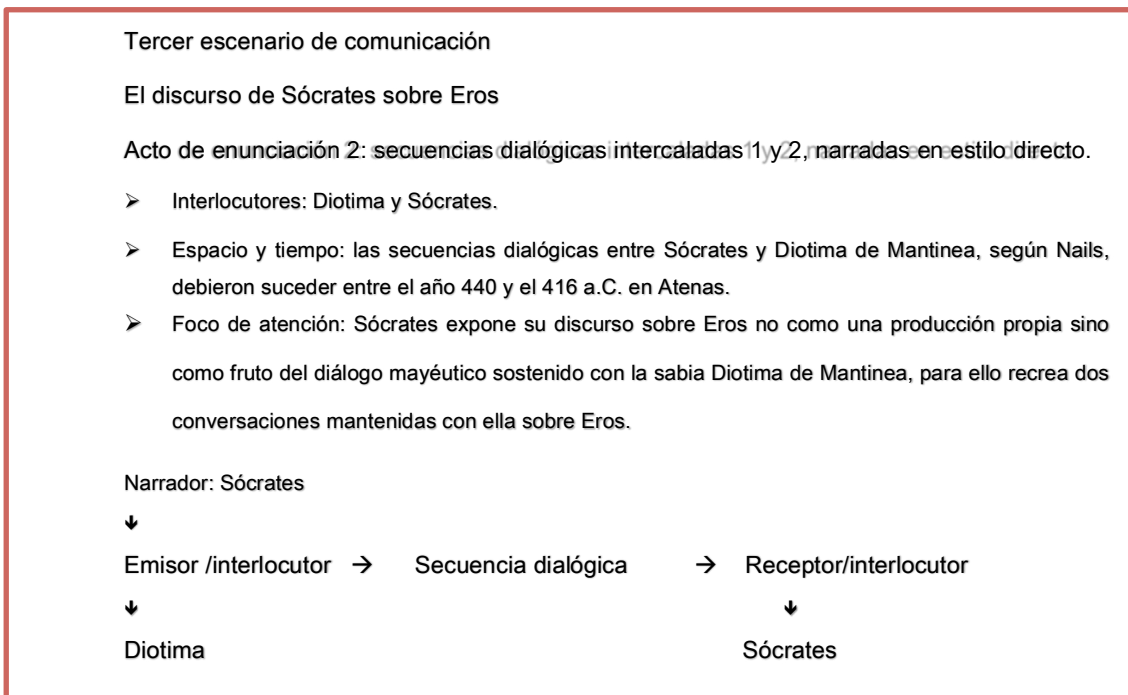 Tercer escenario de comunicación
El discurso de Sócrates sobre Eros
Acto de enunciación 2: secuencias dialógicas intercaladas 1 y 2, narradas en estilo directo.
➢ Interlocutores: Diotima y Sócrates.
➢ Espacio y tiempo: las secuencias dialógicas entre Sócrates y Diotima de Mantinea, según Nails,
debieron suceder entre el año 440 y el 416 a.C. en Atenas.
➢ Foco de atención: Sócrates expone su discurso sobre Eros no como una producción propia sino
como fruto del diálogo mayéutico sostenido con la sabia Diotima de Mantinea, para ello recrea dos
conversaciones mantenidas con ella sobre Eros.
Narrador: Sócrates
↓
Emisor /interlocutor → Secuencia dialógica → Receptor/interlocutor
↓ ↓
Diotima Sócrates